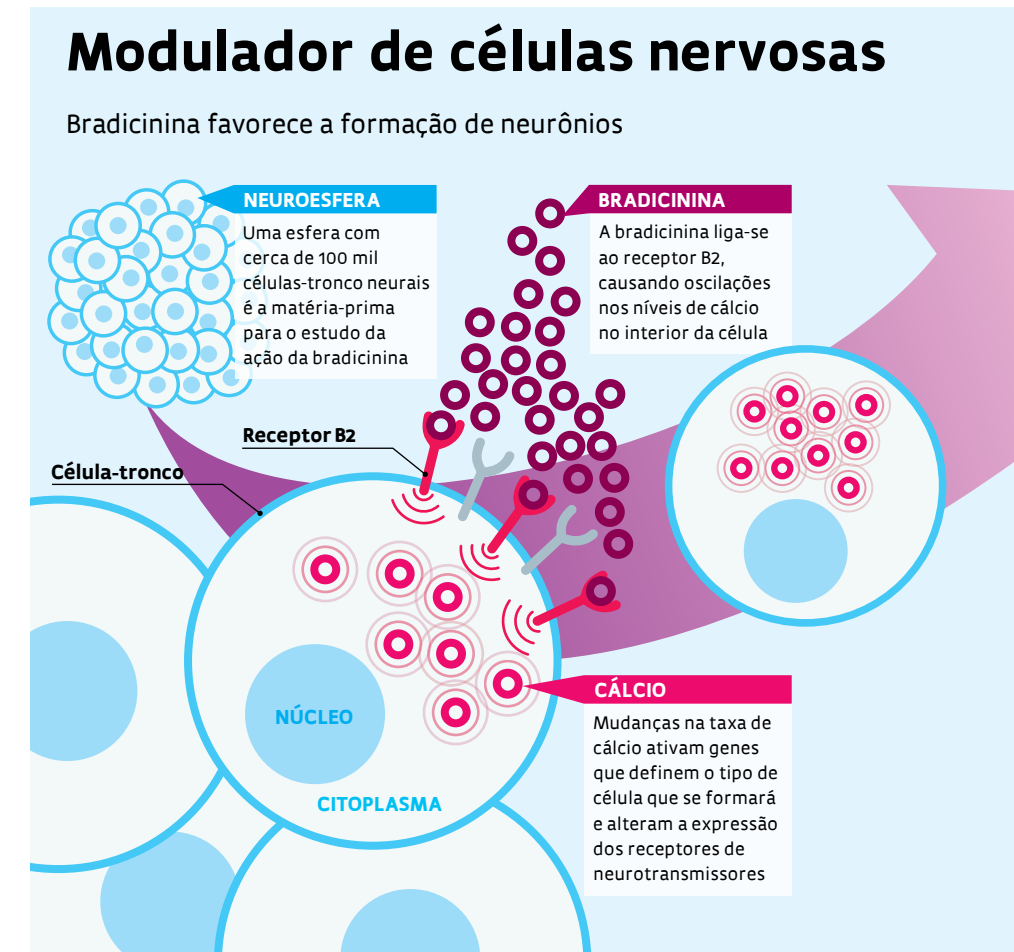 Modulador de células nervosas
Bradicinina favorece a formação de neurônios
NEUROESFERA
Uma esfera com
cerca de 100 mil
células-tronco neurais
é a matéria-prima
para o estudo da
ação da bradicinina
BRADICININA
A bradicinina liga-se
ao receptor B2,
causando oscilações
nos níveis de cálcio
no interior da célula
Receptor B2
Célula-tronco
NÚCLEO
CITOPLASMA
CÁLCIO
Mudanças na taxa de
cálcio ativam genes
que definem o tipo de
célula que se formará
e alteram a expressão
dos receptores de
neurotransmissores